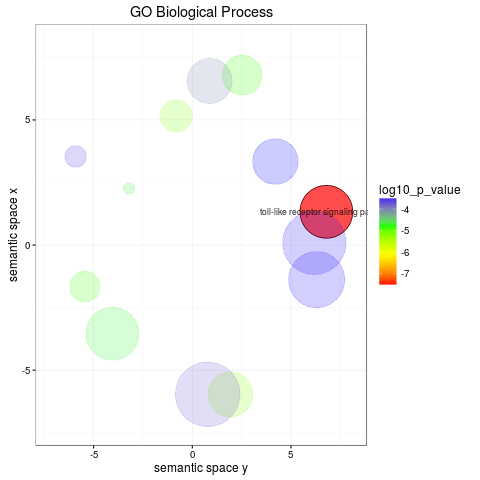 GO Biological Process
semantic space x
5
0
-5
toll-like receptor signaling pa
-5
0
5
semantic space y
log10_p_value
-4
-5
-6
-7